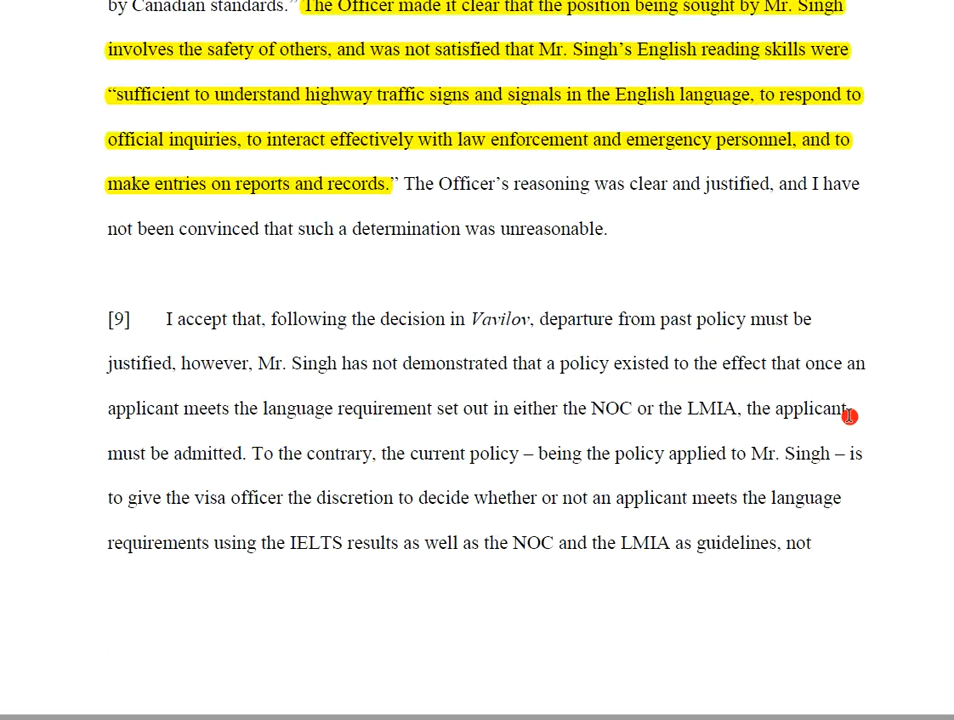 by Canadian standards.” The Officer made it clear that the position being sought by Mr. Singh
involves the safety of others, and was not satisfied that Mr. Singh’s English reading skills were
“sufficient to understand highway traffic signs and signals in the English language, to respond to
official inquiries, to interact effectively with law enforcement and emergency personnel, and to
make entries on reports and records.” The Officer’s reasoning was clear and justified, and I have
not been convinced that such a determination was unreasonable.
[9] I accept that, following the decision in Vavilov, departure from past policy must be
justified, however, Mr. Singh has not demonstrated that a policy existed to the effect that once an
applicant meets the language requirement set out in either the NOC or the LMIA, the applicant
must be admitted. To the contrary, the current policy – being the policy applied to Mr. Singh – is
to give the visa officer the discretion to decide whether or not an applicant meets the language
requirements using the IELTS results as well as the NOC and the LMIA as guidelines, not